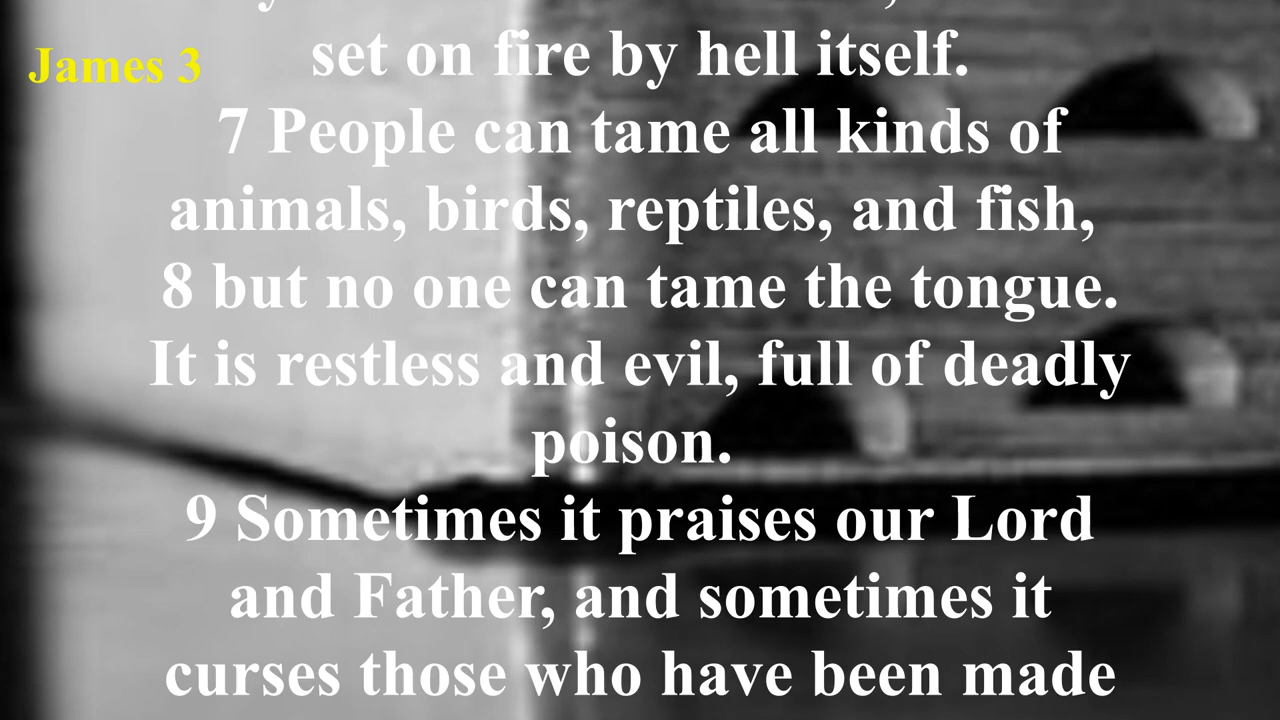 James 3
set on fire by hell itself.
7 People can tame all kinds of
animals, birds, reptiles, and fish,
8 but no one can tame the tongue.
It is restless and evil, full of deadly
poison.
9 Sometimes it praises our Lord
and Father, and sometimes it
curses those who have been made